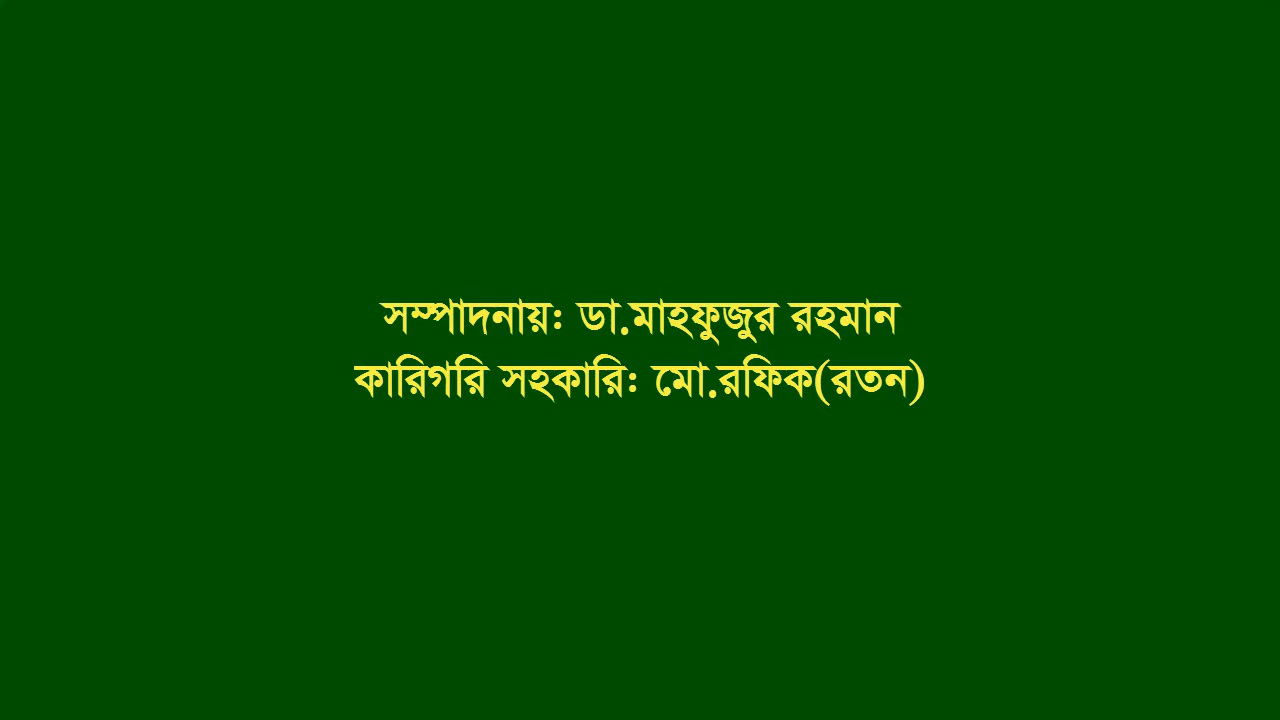 সম্পাদনায়: ডা.মাহফুজুর রহমান
কারিগরি সহকারি: মো.রফিক(রতন)